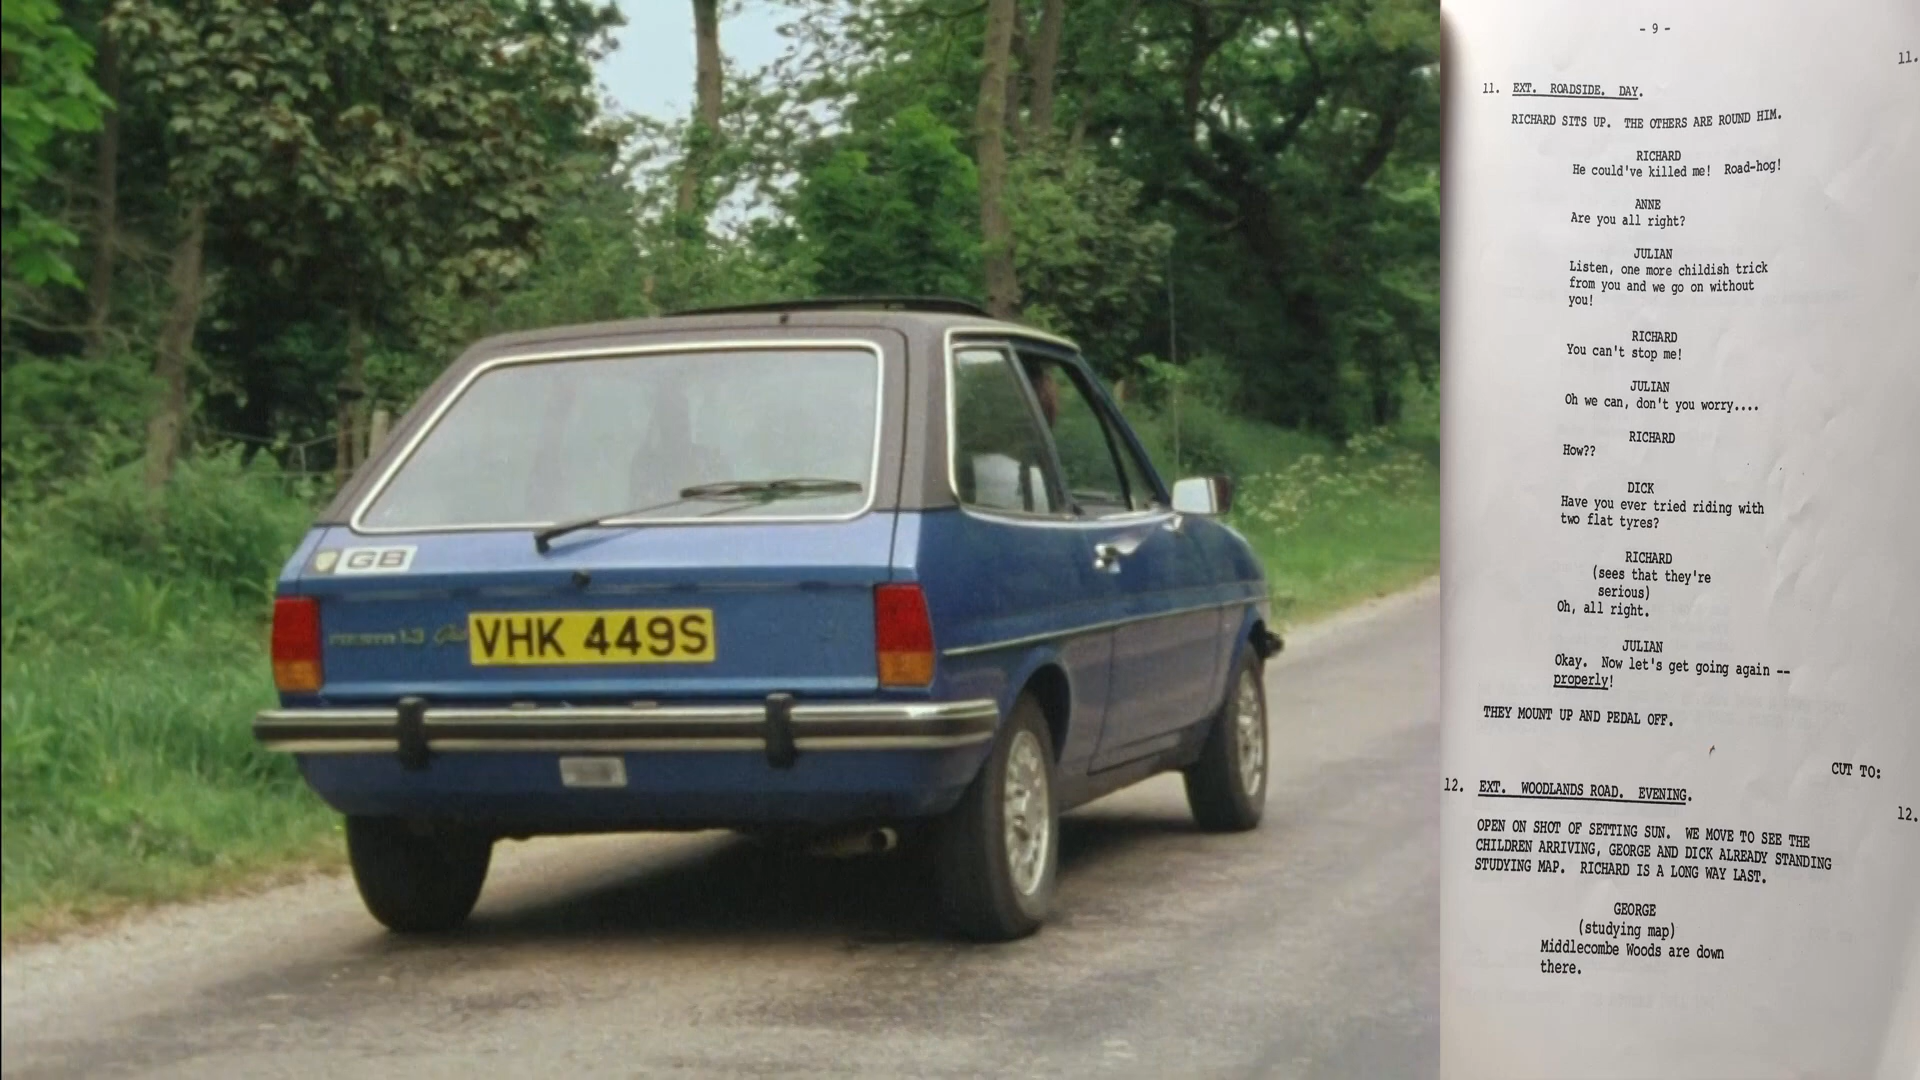 GB
FIESTA 1.3 Ghia
VHK 449S
- 9 -
11.
11. EXT. ROADSIDE. DAY.
RICHARD SITS UP. THE OTHERS ARE ROUND HIM.
RICHARD
He could've killed me! Road-hog!
ANNE
Are you all right?
JULIAN
Listen, one more childish trick
from you and we go on without
you!
RICHARD
You can't stop me!
JULIAN
Oh we can, don't you worry....
RICHARD
How??
DICK
Have you ever tried riding with
two flat tyres?
RICHARD
(sees that they're
serious)
Oh, all right.
JULIAN
Okay. Now let's get going again --
properly!
THEY MOUNT UP AND PEDAL OFF.
CUT TO:
12. EXT. WOODLANDS ROAD. EVENING.
12.
OPEN ON SHOT OF SETTING SUN. WE MOVE TO SEE THE
CHILDREN ARRIVING, GEORGE AND DICK ALREADY STANDING
STUDYING MAP. RICHARD IS A LONG WAY LAST.
GEORGE
(studying map)
Middlecombe Woods are down
there.